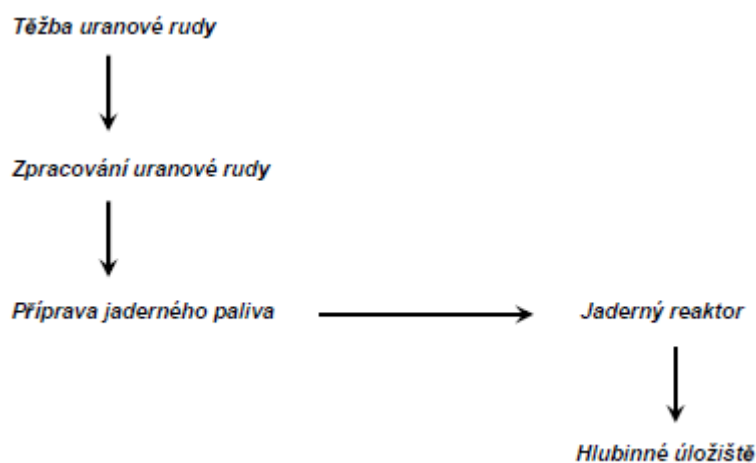 Těžba uranové rudy
Zpracování uranové rudy
Příprava jaderného paliva
Jaderný reaktor
Hlubinné úložiště